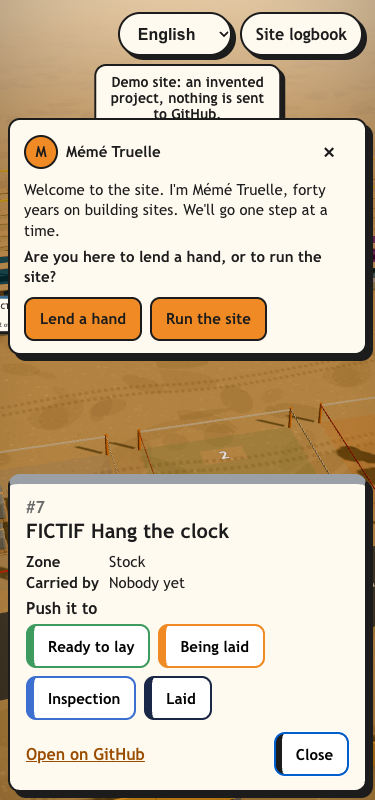 English
Site logbook
Demo site: an invented
project, nothing is sent
to GitHub.
M
Mémé Truelle
×
Welcome to the site. I'm Mémé Truelle, forty
years on building sites. We'll go one step at a
time.
Are you here to lend a hand, or to run the
site?
Lend a hand
Run the site
2
#7
FICTIF Hang the clock
Zone Stock
Carried by Nobody yet
Push it to
Ready to lay
Being laid
Inspection
Laid
Open on GitHub
Close